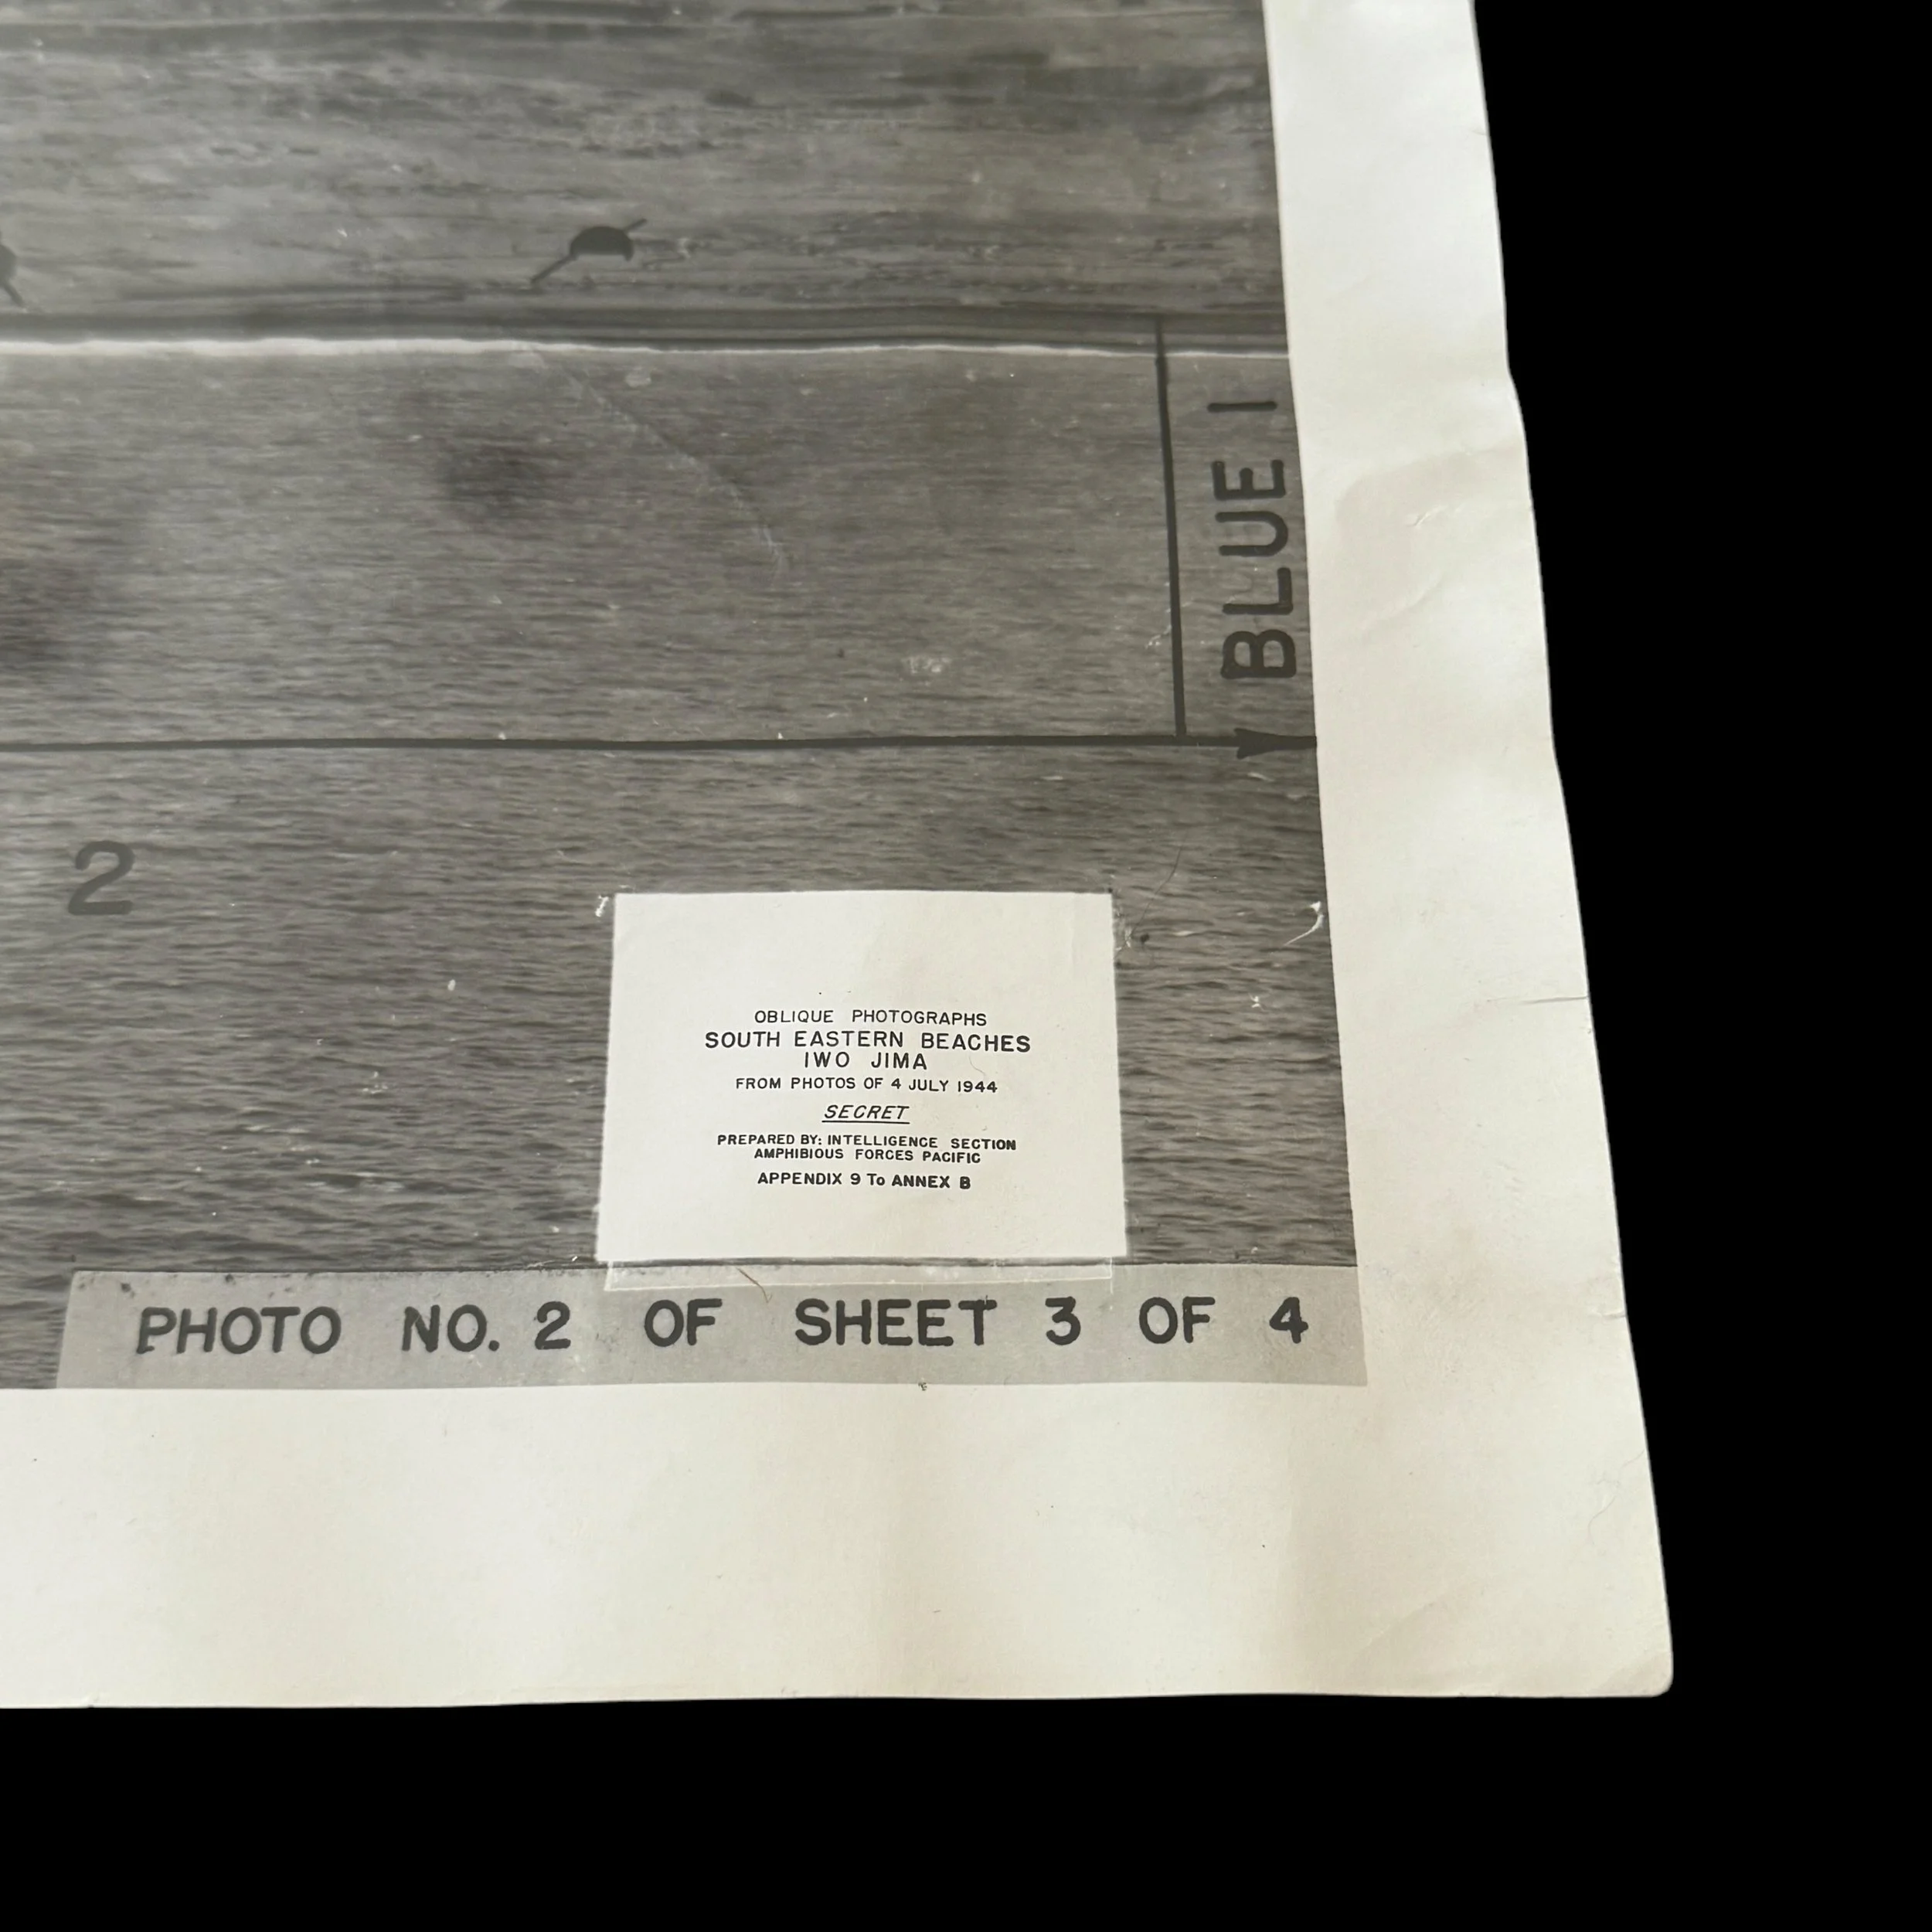 BLUE 1
2
OBLIQUE PHOTOGRAPHS
SOUTH EASTERN BEACHES
IWO JIMA
FROM PHOTOS OF 4 JULY 1944
SECRET
PREPARED BY: INTELLIGENCE SECTION
AMPHIBIOUS FORCES PACIFIC
APPENDIX 9 To ANNEX B
PHOTO NO. 2 OF SHEET 3 OF 4